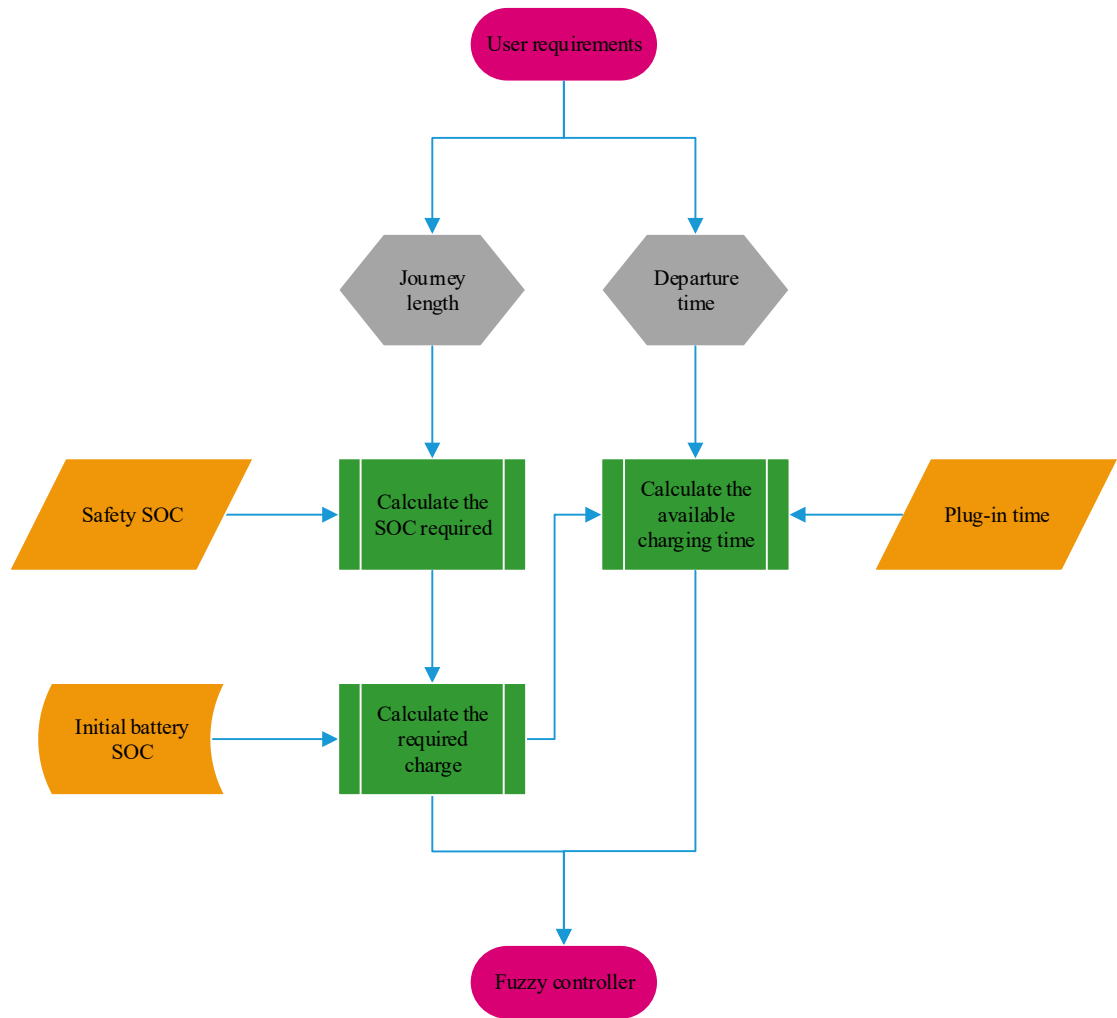 User requirements
Journey
length
Departure
time
Safety SOC
Calculate the
SOC required
Calculate the
available
charging time
Plug-in time
Initial battery
SOC
Calculate the
required
charge
Fuzzy controller